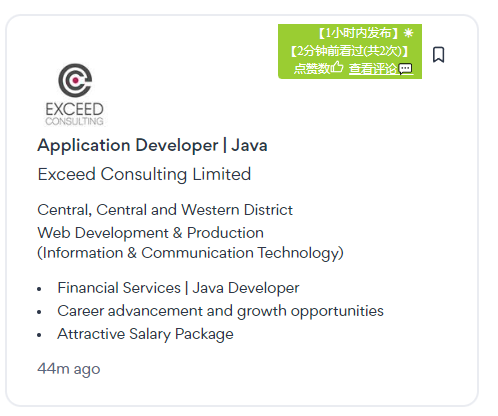 【1小时内发布】☀
【2分钟前看过(共2次)】
点赞数👍 查看评论💬
EXCEED
CONSULTING
Application Developer | Java
Exceed Consulting Limited
Central, Central and Western District
Web Development & Production
(Information & Communication Technology)
• Financial Services | Java Developer
• Career advancement and growth opportunities
• Attractive Salary Package
44m ago